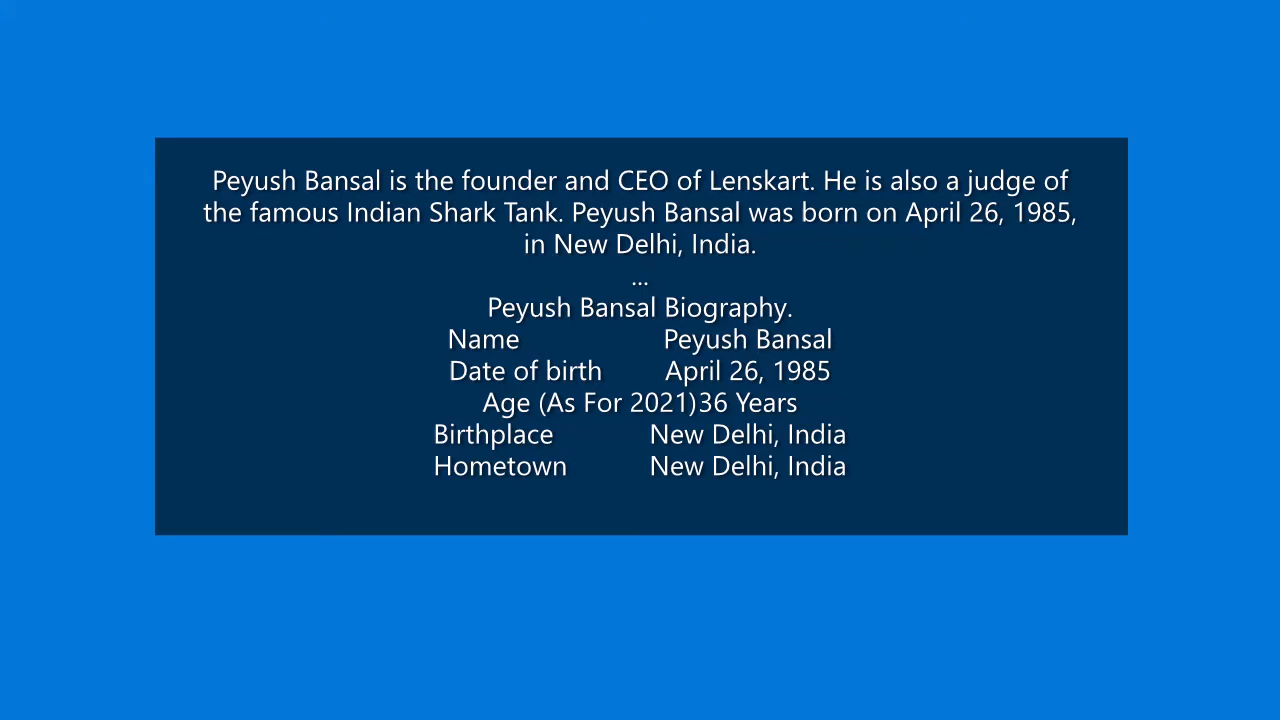 Peyush Bansal is the founder and CEO of Lenskart. He is also a judge of
the famous Indian Shark Tank. Peyush Bansal was born on April 26, 1985,
in New Delhi, India.
...
Peyush Bansal Biography.
Name Peyush Bansal
Date of birth April 26, 1985
Age (As For 2021)36 Years
Birthplace New Delhi, India
Hometown New Delhi, India